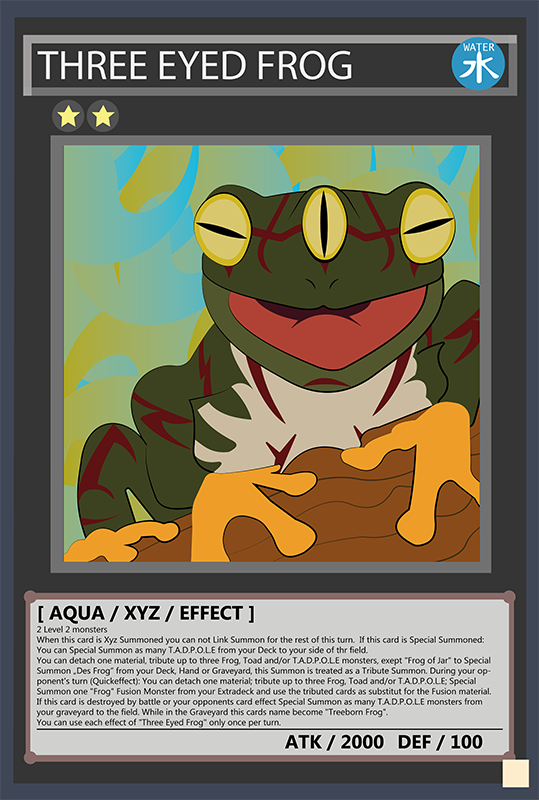 THREE EYED FROG
WATER
水
[ AQUA / XYZ / EFFECT ]
2 Level 2 monsters
When this card is Xyz Summoned you can not Link Summon for the rest of this turn. If this card is Special Summoned:
You can Special Summon as many T.A.D.P.O.L.E from your Deck to your side of thr field.
You can detach one material, tribute up to three Frog, Toad and/or T.A.D.P.O.L.E monsters, exept "Frog of Jar" to Special
Summon „Des Frog" from your Deck, Hand or Graveyard, this Summon is treated as a Tribute Summon. During your op-
ponent's turn (Quickeffect): You can detach one material; tribute up to three Frog, Toad and/or T.A.D.P.O.L.E; Special
Summon one "Frog" Fusion Monster from your Extradeck and use the tributed cards as substitut for the Fusion material.
If this card is destroyed by battle or your opponents card effect Special Summon as many T.A.D.P.O.L.E monsters from
your graveyard to the field. While in the Graveyard this cards name become "Treeborn Frog".
You can use each effect of "Three Eyed Frog" only once per turn.
ATK / 2000 DEF / 100